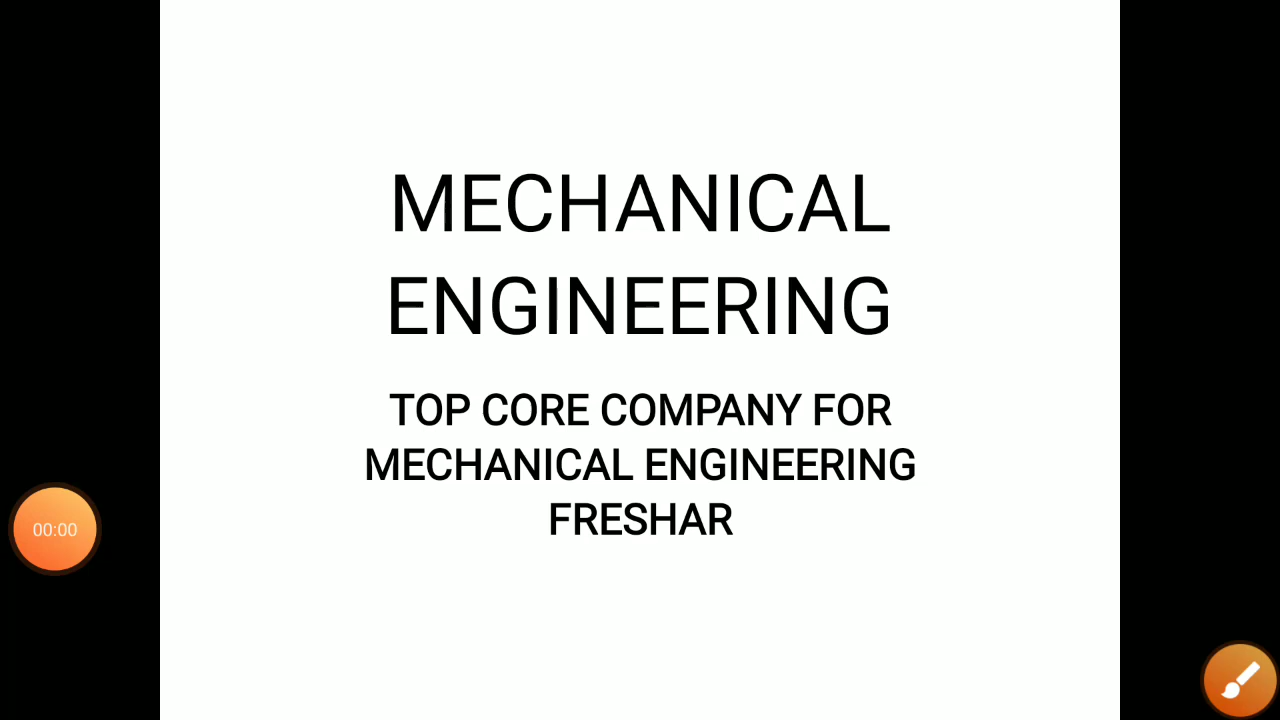 MECHANICAL
ENGINEERING
TOP CORE COMPANY FOR
MECHANICAL ENGINEERING
FRESHAR
00:00